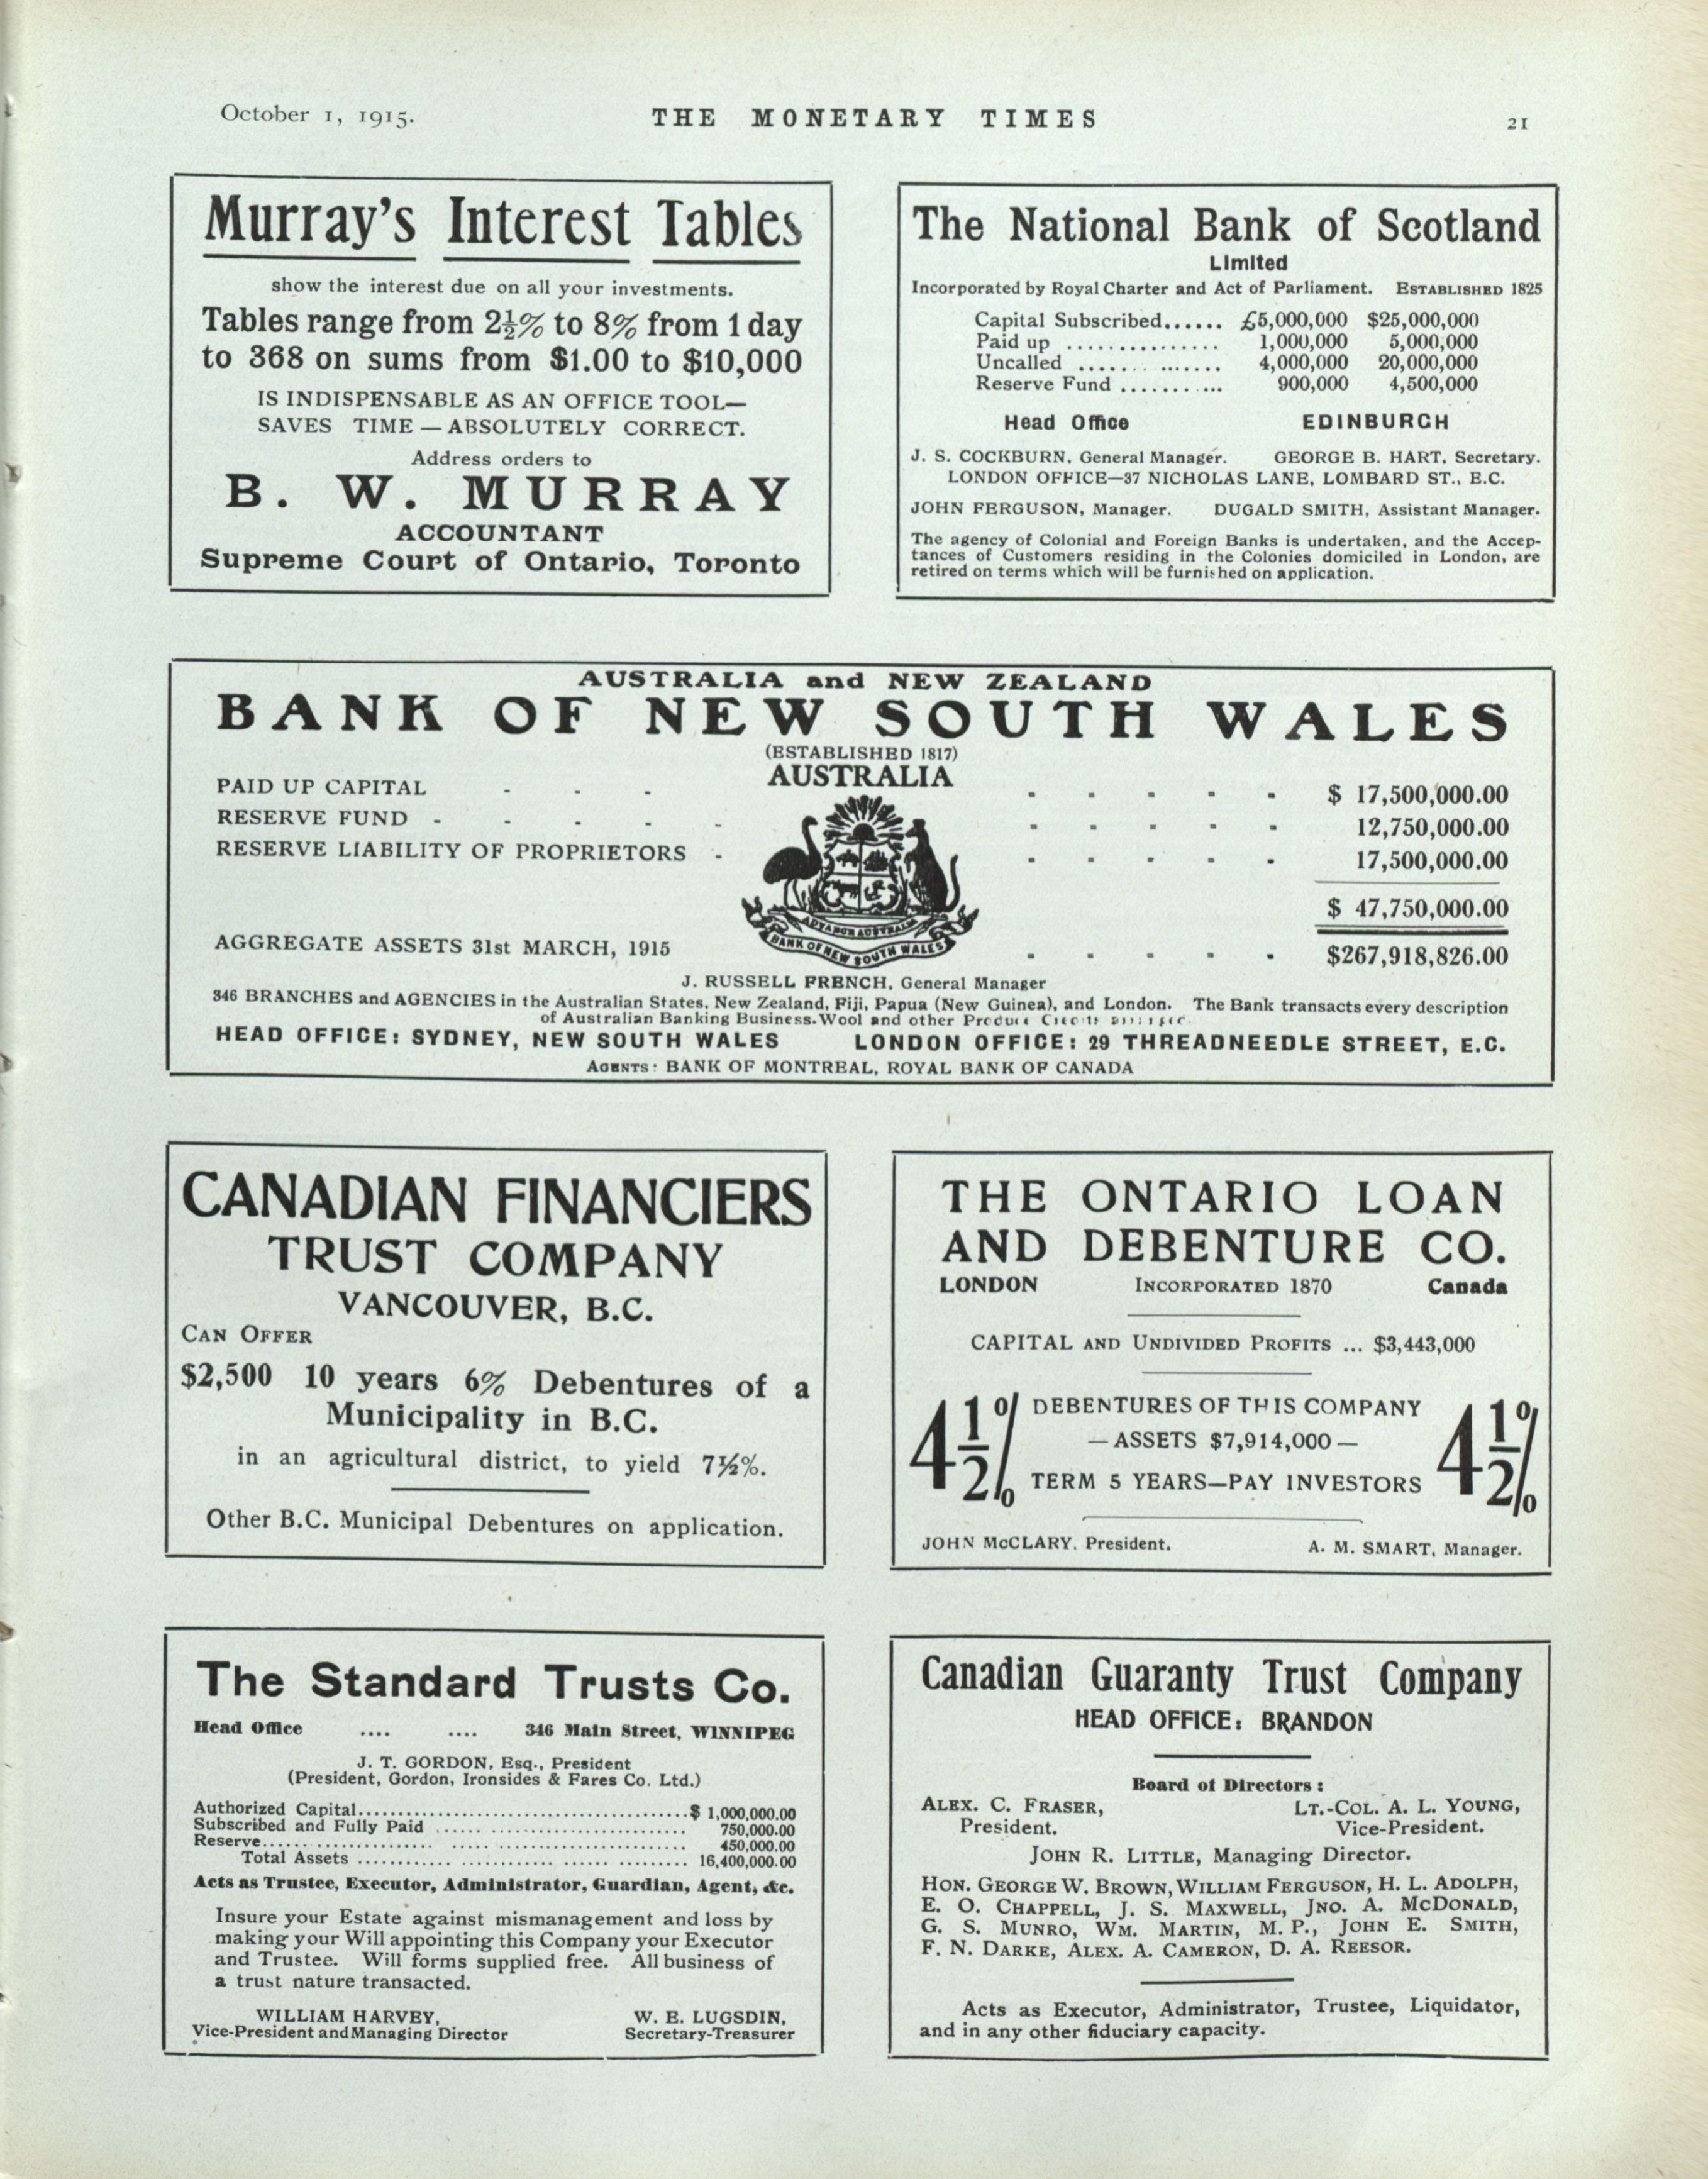 October 1, 1915. THE MONETARY TIMES 21
Murray's Interest Tables
show the interest due on all your investments.
Tables range from 2½% to 8% from 1 day
to 368 on sums from $1.00 to $10,000
IS INDISPENSABLE AS AN OFFICE TOOL—
SAVES TIME — ABSOLUTELY CORRECT.
Address orders to
B. W. MURRAY
ACCOUNTANT
Supreme Court of Ontario, Toronto
The National Bank of Scotland
Limited
Incorporated by Royal Charter and Act of Parliament. ESTABLISHED 1825
Capital Subscribed...... £5,000,000 $25,000,000
Paid up ............... 1,000,000 5,000,000
Uncalled .............. 4,000,000 20,000,000
Reserve Fund ........... 900,000 4,500,000
Head Office EDINBURGH
J. S. COCKBURN, General Manager. GEORGE B. HART, Secretary.
LONDON OFFICE—37 NICHOLAS LANE, LOMBARD ST., E.C.
JOHN FERGUSON, Manager. DUGALD SMITH, Assistant Manager.
The agency of Colonial and Foreign Banks is undertaken, and the Accep-
tances of Customers residing in the Colonies domiciled in London, are
retired on terms which will be furnished on application.
AUSTRALIA and NEW ZEALAND
BANK OF NEW SOUTH WALES
(ESTABLISHED 1817)
AUSTRALIA
PAID UP CAPITAL - - - - - - - - $ 17,500,000.00
RESERVE FUND - - - - - - - - - - 12,750,000.00
RESERVE LIABILITY OF PROPRIETORS - - - - - - 17,500,000.00
$ 47,750,000.00
ADVANCE AUSTRALIA
BANK OF NEW SOUTH WALES
AGGREGATE ASSETS 31st MARCH, 1915 - - - - - $267,918,826.00
J. RUSSELL FRENCH, General Manager
346 BRANCHES and AGENCIES in the Australian States, New Zealand, Fiji, Papua (New Guinea), and London. The Bank transacts every description
of Australian Banking Business. Wool and other Produce Credits
HEAD OFFICE: SYDNEY, NEW SOUTH WALES LONDON OFFICE: 29 THREADNEEDLE STREET, E.C.
AGENTS: BANK OF MONTREAL, ROYAL BANK OF CANADA
CANADIAN FINANCIERS
TRUST COMPANY
VANCOUVER, B.C.
CAN OFFER
$2,500 10 years 6% Debentures of a
Municipality in B.C.
in an agricultural district, to yield 7½%.
Other B.C. Municipal Debentures on application.
THE ONTARIO LOAN
AND DEBENTURE CO.
LONDON INCORPORATED 1870 Canada
CAPITAL AND UNDIVIDED PROFITS ... $3,443,000
4½% DEBENTURES OF THIS COMPANY 4½%
— ASSETS $7,914,000 —
TERM 5 YEARS—PAY INVESTORS
JOHN McCLARY, President. A. M. SMART, Manager.
The Standard Trusts Co.
Head Office .... .... 346 Main Street, WINNIPEG
J. T. GORDON, Esq., President
(President, Gordon, Ironsides & Fares Co. Ltd.)
Authorized Capital..........................................$ 1,000,000.00
Subscribed and Fully Paid ................................ 750,000.00
Reserve...................................................... 450,000.00
Total Assets .......................................... 16,400,000.00
Acts as Trustee, Executor, Administrator, Guardian, Agent, &c.
Insure your Estate against mismanagement and loss by
making your Will appointing this Company your Executor
and Trustee. Will forms supplied free. All business of
a trust nature transacted.
WILLIAM HARVEY, W. E. LUGSDIN,
Vice-President and Managing Director Secretary-Treasurer
Canadian Guaranty Trust Company
HEAD OFFICE: BRANDON
Board of Directors:
ALEX. C. FRASER, LT.-COL. A. L. YOUNG,
President. Vice-President.
JOHN R. LITTLE, Managing Director.
HON. GEORGE W. BROWN, WILLIAM FERGUSON, H. L. ADOLPH,
E. O. CHAPPELL, J. S. MAXWELL, JNO. A. McDONALD,
G. S. MUNRO, WM. MARTIN, M. P., JOHN E. SMITH,
F. N. DARKE, ALEX. A. CAMERON, D. A. REESOR.
Acts as Executor, Administrator, Trustee, Liquidator,
and in any other fiduciary capacity.